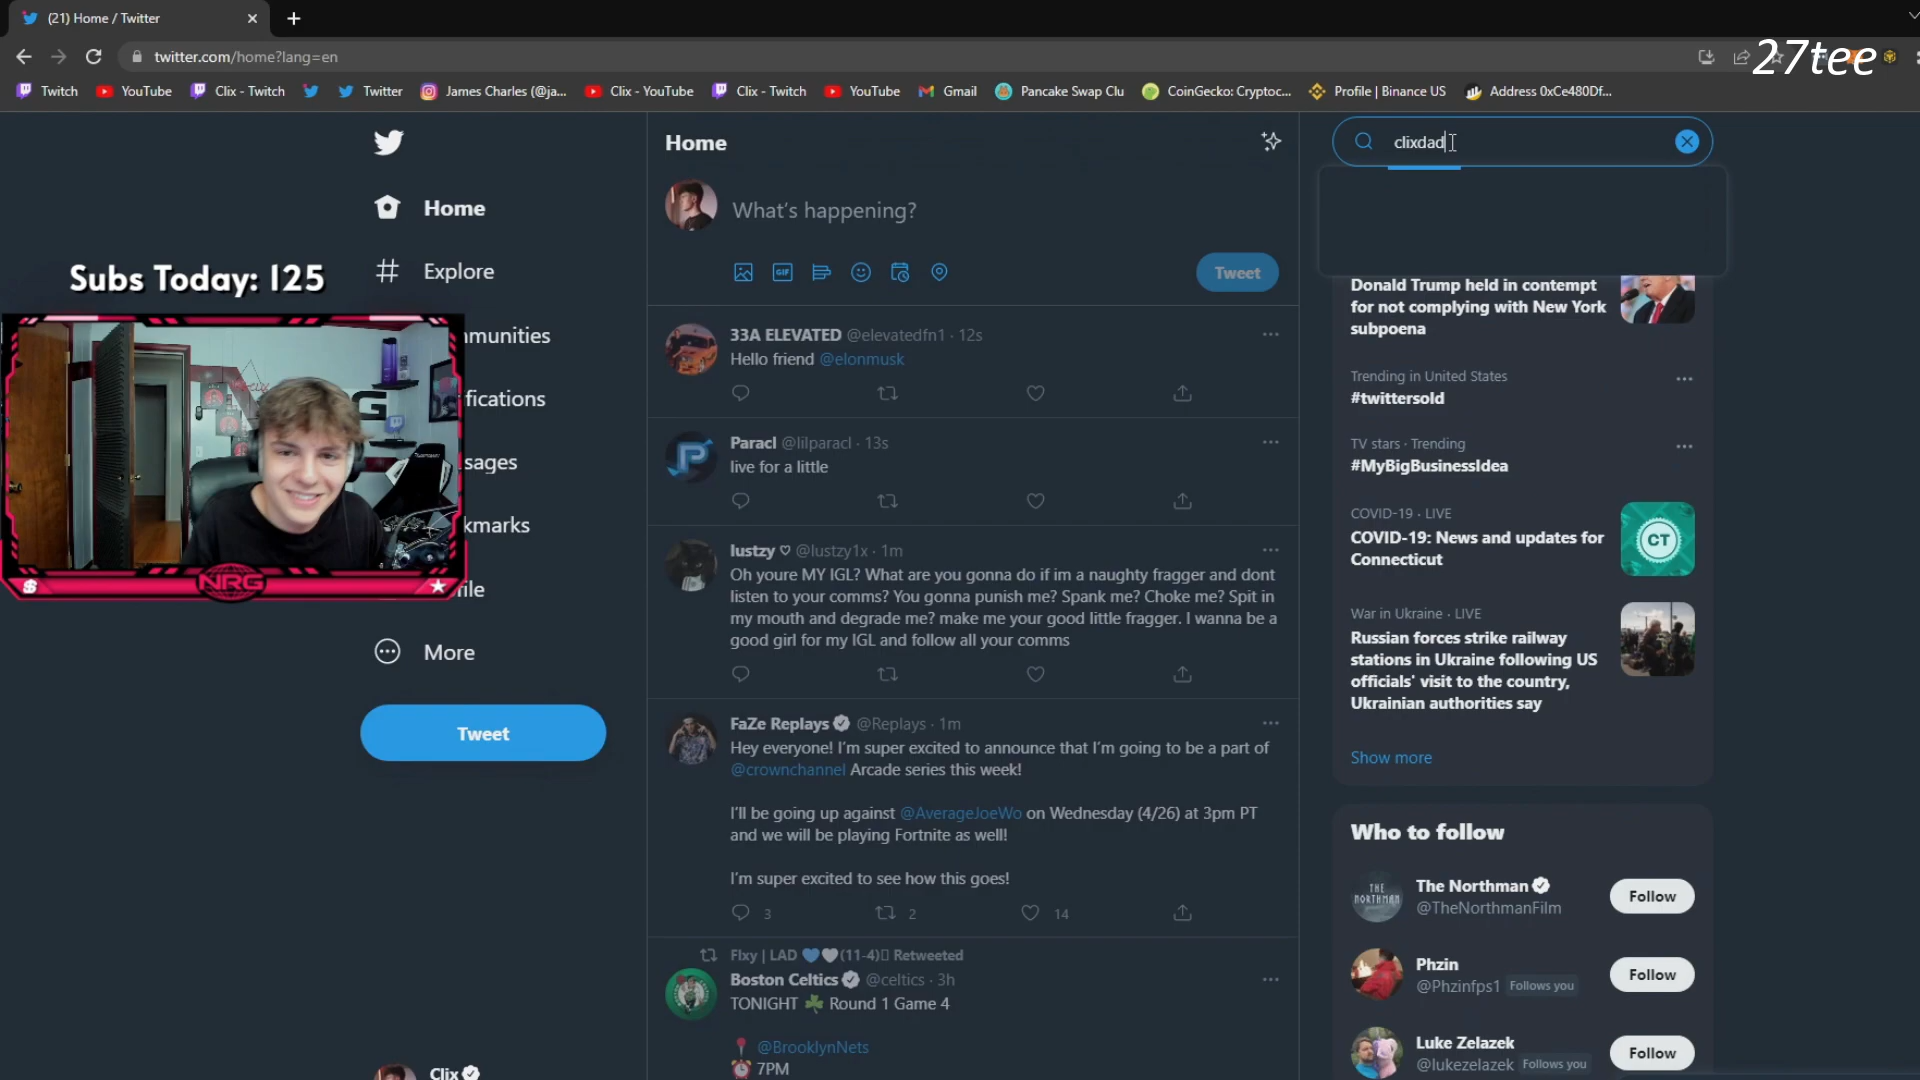 (21) Home / Twitter
27tee
twitter.com/home?lang=en
Twitch
YouTube
Clix - Twitch
Twitter
James Charles (@ja...
Clix - YouTube
Clix - Twitch
YouTube
Gmail
Pancake Swap Clu
CoinGecko: Cryptoc...
Profile | Binance US
Address 0xCe480Df...
Home
Explore
mmunities
fications
sages
kmarks
file
More
Tweet
Clix
Subs Today: 125
NRG
Home
What's happening?
GIF
Tweet
33A ELEVATED @elevatedfn1 · 12s
Hello friend @elonmusk
Paracl @lilparacl · 13s
live for a little
lustzy ♡ @lustzy1x · 1m
Oh youre MY IGL? What are you gonna do if im a naughty fragger and dont
listen to your comms? You gonna punish me? Spank me? Choke me? Spit in
my mouth and degrade me? make me your good little fragger. I wanna be a
good girl for my IGL and follow all your comms
FaZe Replays @Replays · 1m
Hey everyone! I'm super excited to announce that I'm going to be a part of
@crownchannel Arcade series this week!
I'll be going up against @AverageJoeWo on Wednesday (4/26) at 3pm PT
and we will be playing Fortnite as well!
I'm super excited to see how this goes!
3 2 14
Flxy | LAD 💙🤍(11-4) Retweeted
Boston Celtics @celtics · 3h
TONIGHT ☘️ Round 1 Game 4
📍 @BrooklynNets
⏰ 7PM
clixdad
Donald Trump held in contempt
for not complying with New York
subpoena
Trending in United States
#twittersold
TV stars · Trending
#MyBigBusinessIdea
COVID-19 · LIVE
COVID-19: News and updates for
Connecticut
CT
War in Ukraine · LIVE
Russian forces strike railway
stations in Ukraine following US
officials' visit to the country,
Ukrainian authorities say
Show more
Who to follow
THE
NORTHMAN
The Northman
@TheNorthmanFilm
Follow
Phzin
@Phzinfps1 Follows you
Follow
Luke Zelazek
@lukezelazek Follows you
Follow